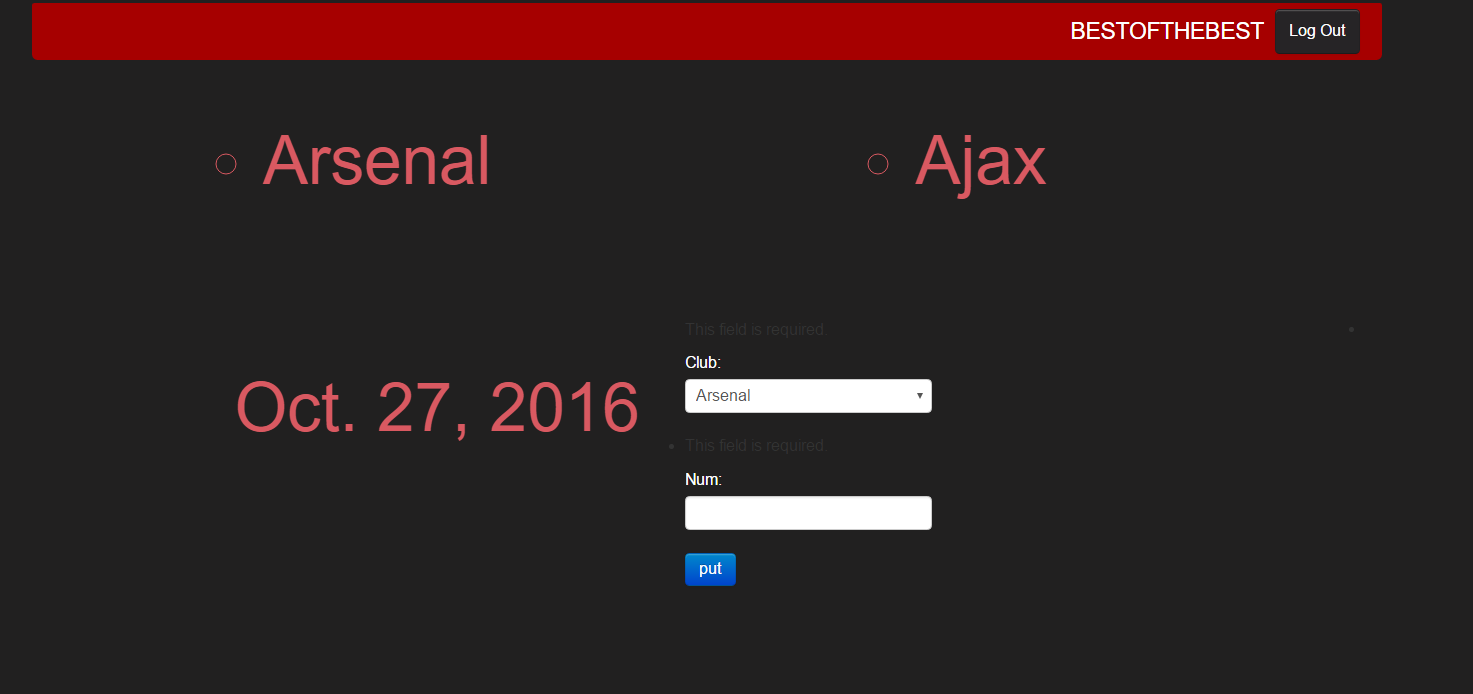 BESTOFTHEBEST Log Out
Arsenal Ajax
This field is required.
Club:
Arsenal
Oct. 27, 2016
This field is required.
Num:
put